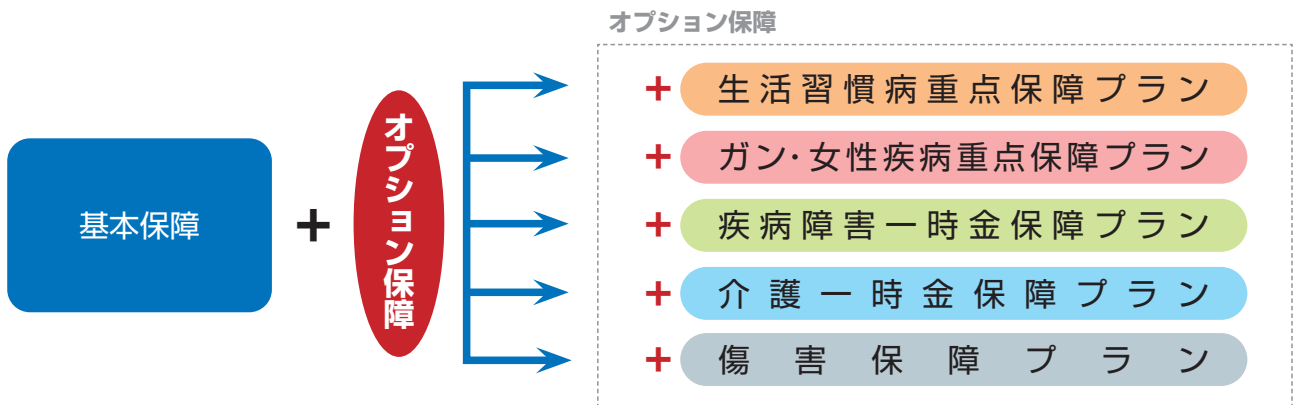 オプション保障
基本保障
+
オプション保障
+ 生活習慣病重点保障プラン
+ ガン・女性疾病重点保障プラン
+ 疾病障害一時金保障プラン
+ 介護一時金保障プラン
+ 傷害保障プラン